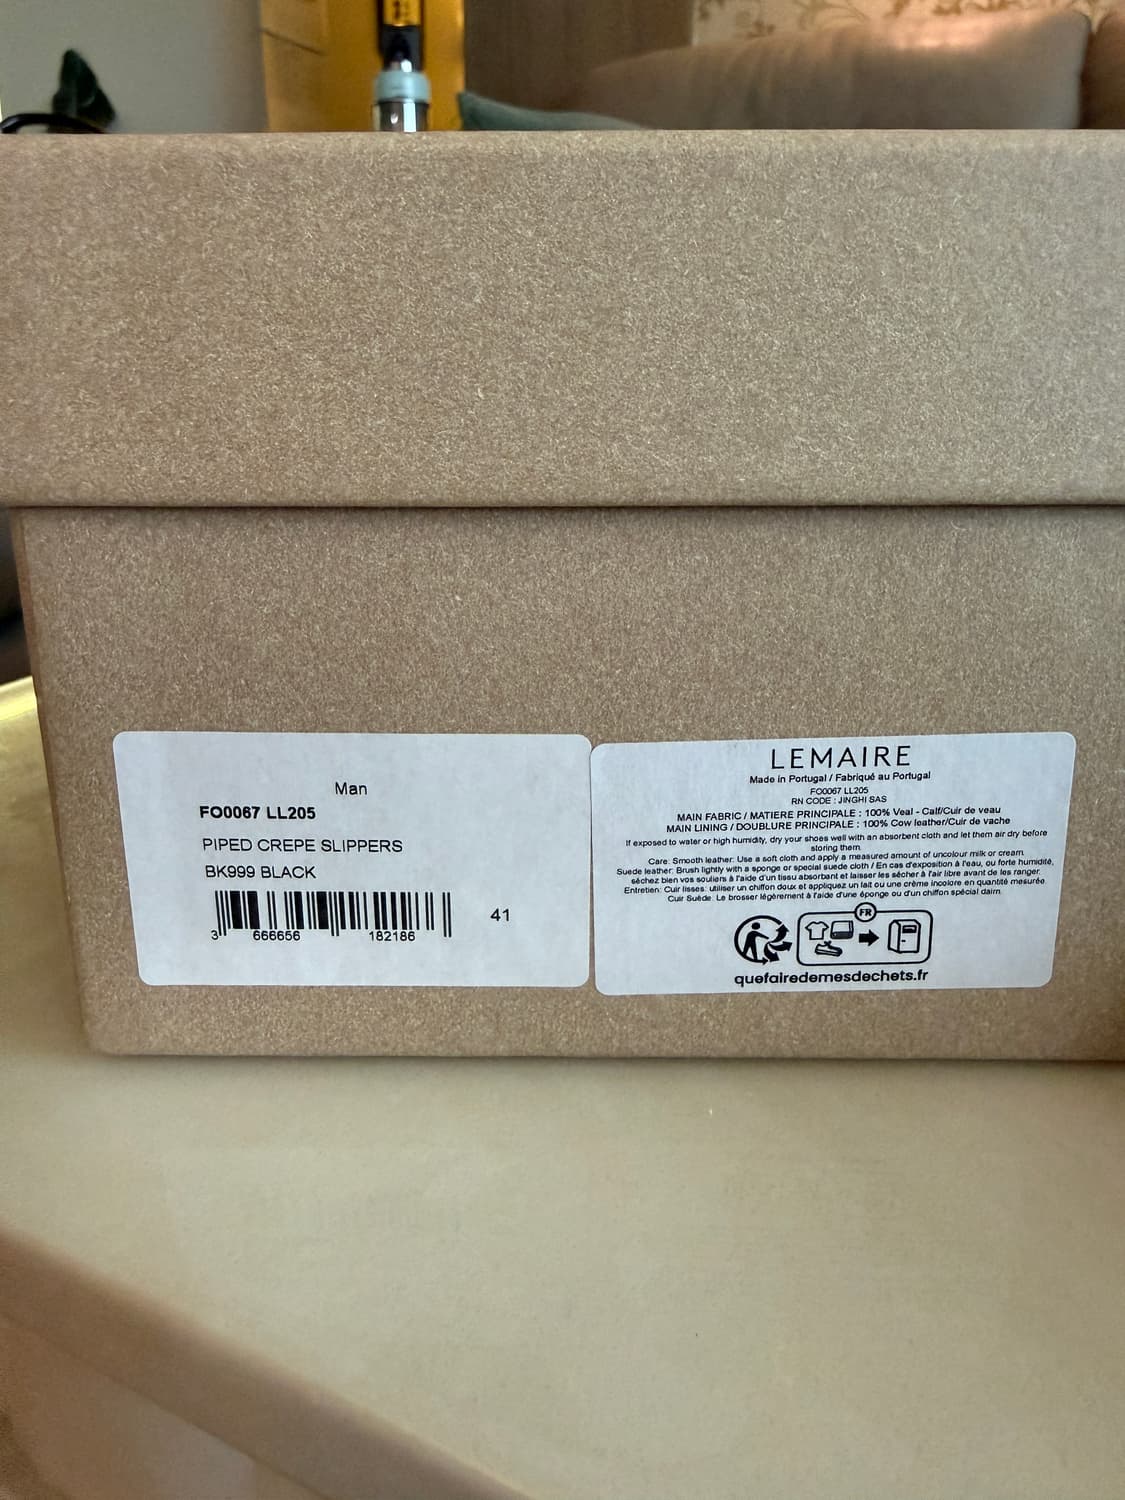 Man
FO0067 LL205
PIPED CREPE SLIPPERS
BK999 BLACK
41
3 666656 182186
LEMAIRE
Made in Portugal / Fabriqué au Portugal
FO0067 LL205
RN CODE : JINGHI SAS
MAIN FABRIC / MATIERE PRINCIPALE : 100% Veal - Calf/Cuir de veau
MAIN LINING / DOUBLURE PRINCIPALE : 100% Cow leather/Cuir de vache
If exposed to water or high humidity, dry your shoes well with an absorbent cloth and let them air dry before
storing them.
Care: Smooth leather: Use a soft cloth and apply a measured amount of uncolour milk or cream.
Suede leather: Brush lightly with a sponge or special suede cloth / En cas d'exposition à l'eau, ou forte humidité,
séchez bien vos souliers à l'aide d'un tissu absorbant et laisser les sécher à l'air libre avant de les ranger.
Entretien: Cuir lisses: utiliser un chiffon doux et appliquez un lait ou une crème incolore en quantité mesurée.
Cuir Suède: Le brosser légèrement à l'aide d'une éponge ou d'un chiffon spécial daim.
FR
quefairedemesdechets.fr